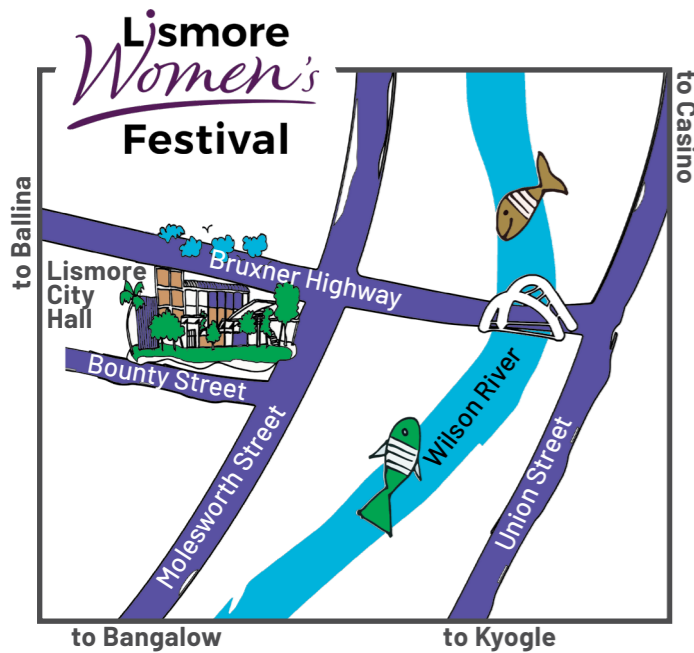 Lismore
Women's
Festival
to Casino
to Ballina
Bruxner Highway
Lismore
City
Hall
Bounty Street
Wilson River
Molesworth Street
Union Street
to Bangalow
to Kyogle